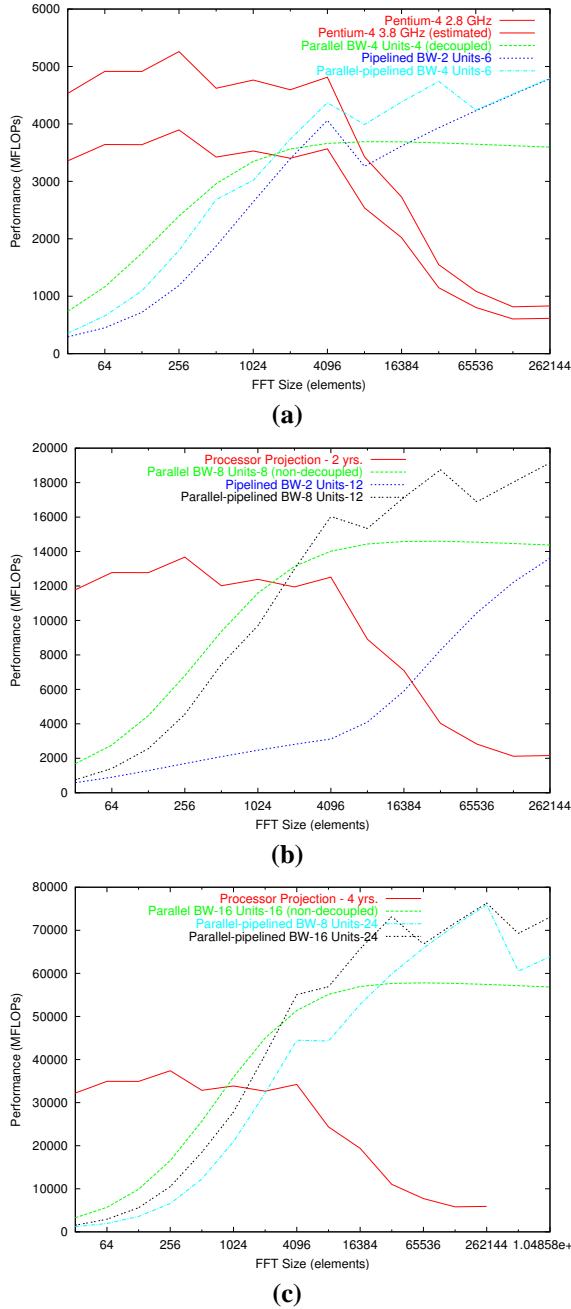 6000
5000
4000
3000
2000
1000
0
Performance (MFLOPs)
Pentium-4 2.8 GHz
Pentium-4 3.8 GHz (estimated)
Parallel BW-4 Units-4 (decoupled)
Pipelined BW-2 Units-6
Parallel-pipelined BW-4 Units-6
64 256 1024 4096 16384 65536 262144
FFT Size (elements)
(a)
20000
18000
16000
14000
12000
10000
8000
6000
4000
2000
0
Performance (MFLOPs)
Processor Projection - 2 yrs.
Parallel BW-8 Units-8 (non-decoupled)
Pipelined BW-2 Units-12
Parallel-pipelined BW-8 Units-12
64 256 1024 4096 16384 65536 262144
FFT Size (elements)
(b)
80000
70000
60000
50000
40000
30000
20000
10000
0
Performance (MFLOPs)
Processor Projection - 4 yrs.
Parallel BW-16 Units-16 (non-decoupled)
Parallel-pipelined BW-8 Units-24
Parallel-pipelined BW-16 Units-24
64 256 1024 4096 16384 65536 262144 1.04858e+
FFT Size (elements)
(c)